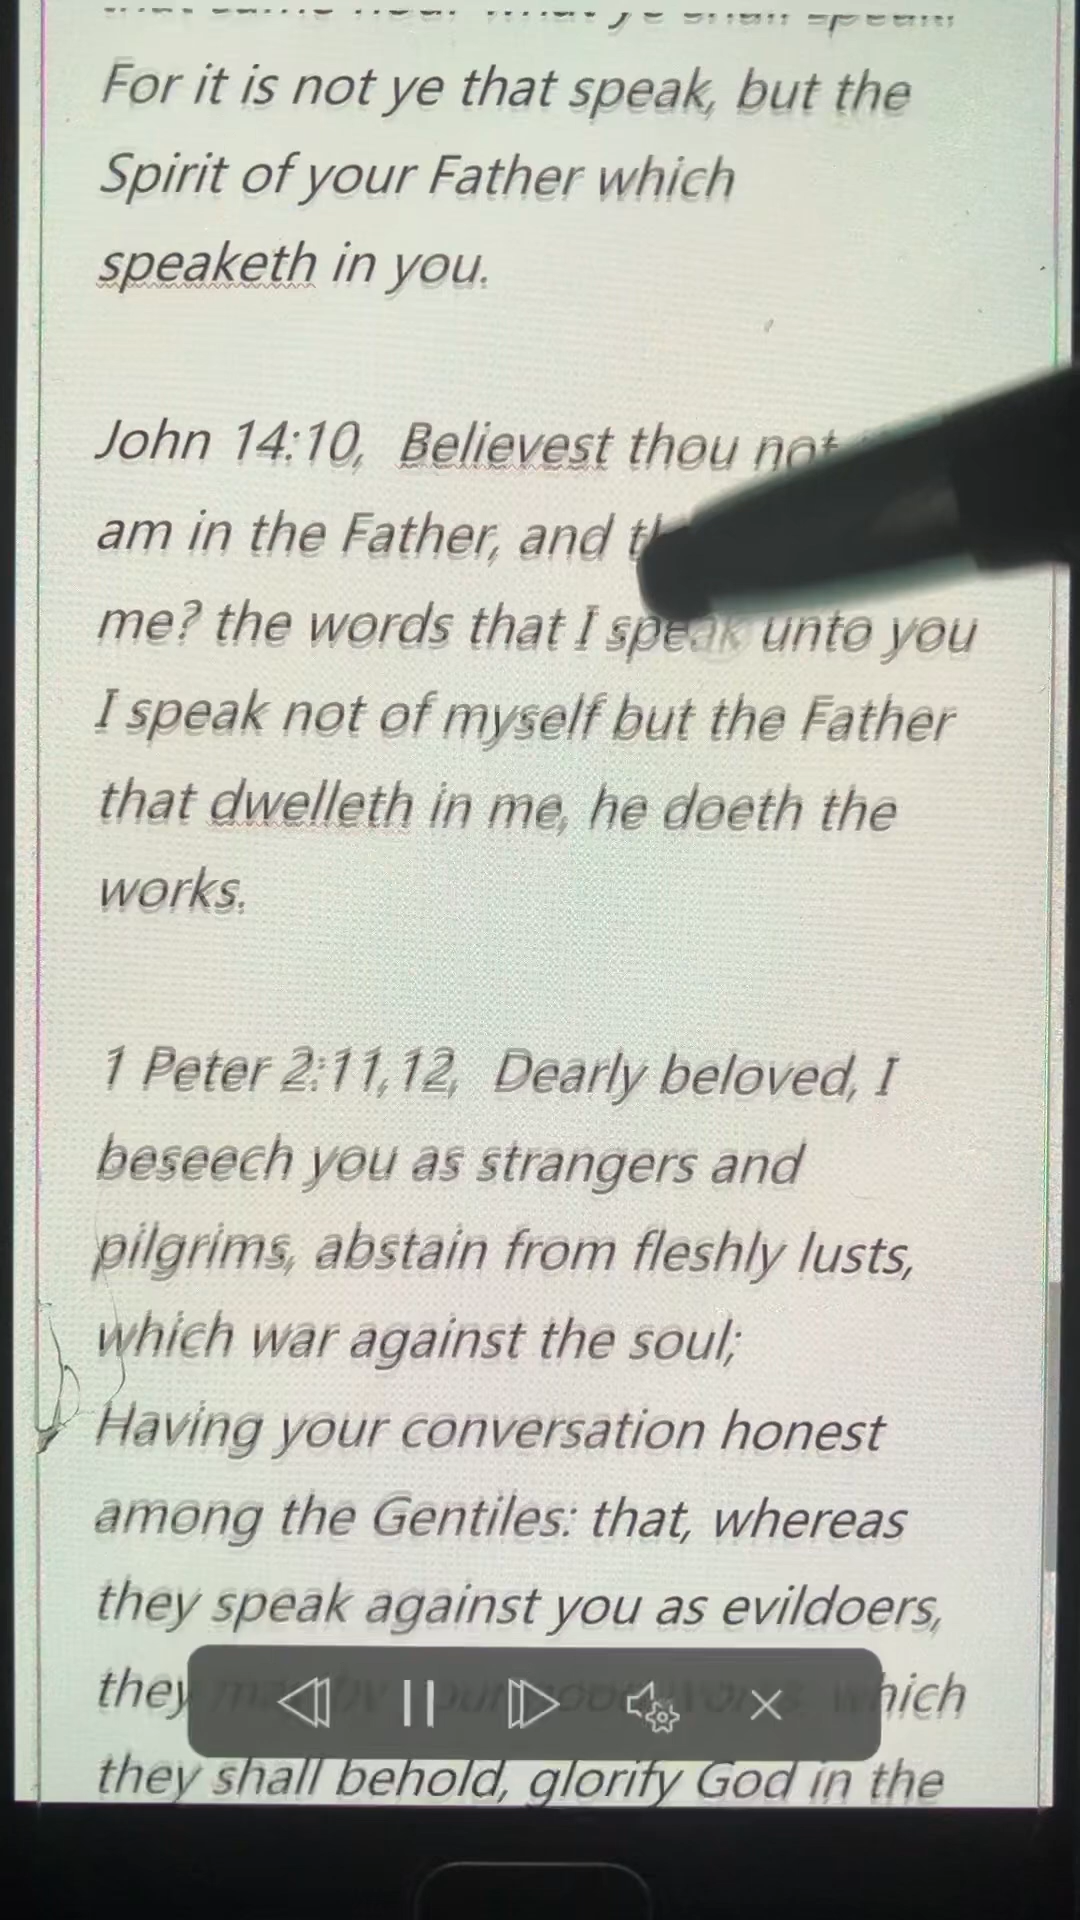 For it is not ye that speak, but the
Spirit of your Father which
speaketh in you.
John 14:10, Believest thou not
am in the Father, and
me? the words that I speak unto you
I speak not of myself but the Father
that dwelleth in me, he doeth the
works.
1 Peter 2:11,12, Dearly beloved, I
beseech you as strangers and
pilgrims, abstain from fleshly lusts,
which war against the soul;
Having your conversation honest
among the Gentiles: that, whereas
they speak against you as evildoers,
they which
they shall behold, glorify God in the